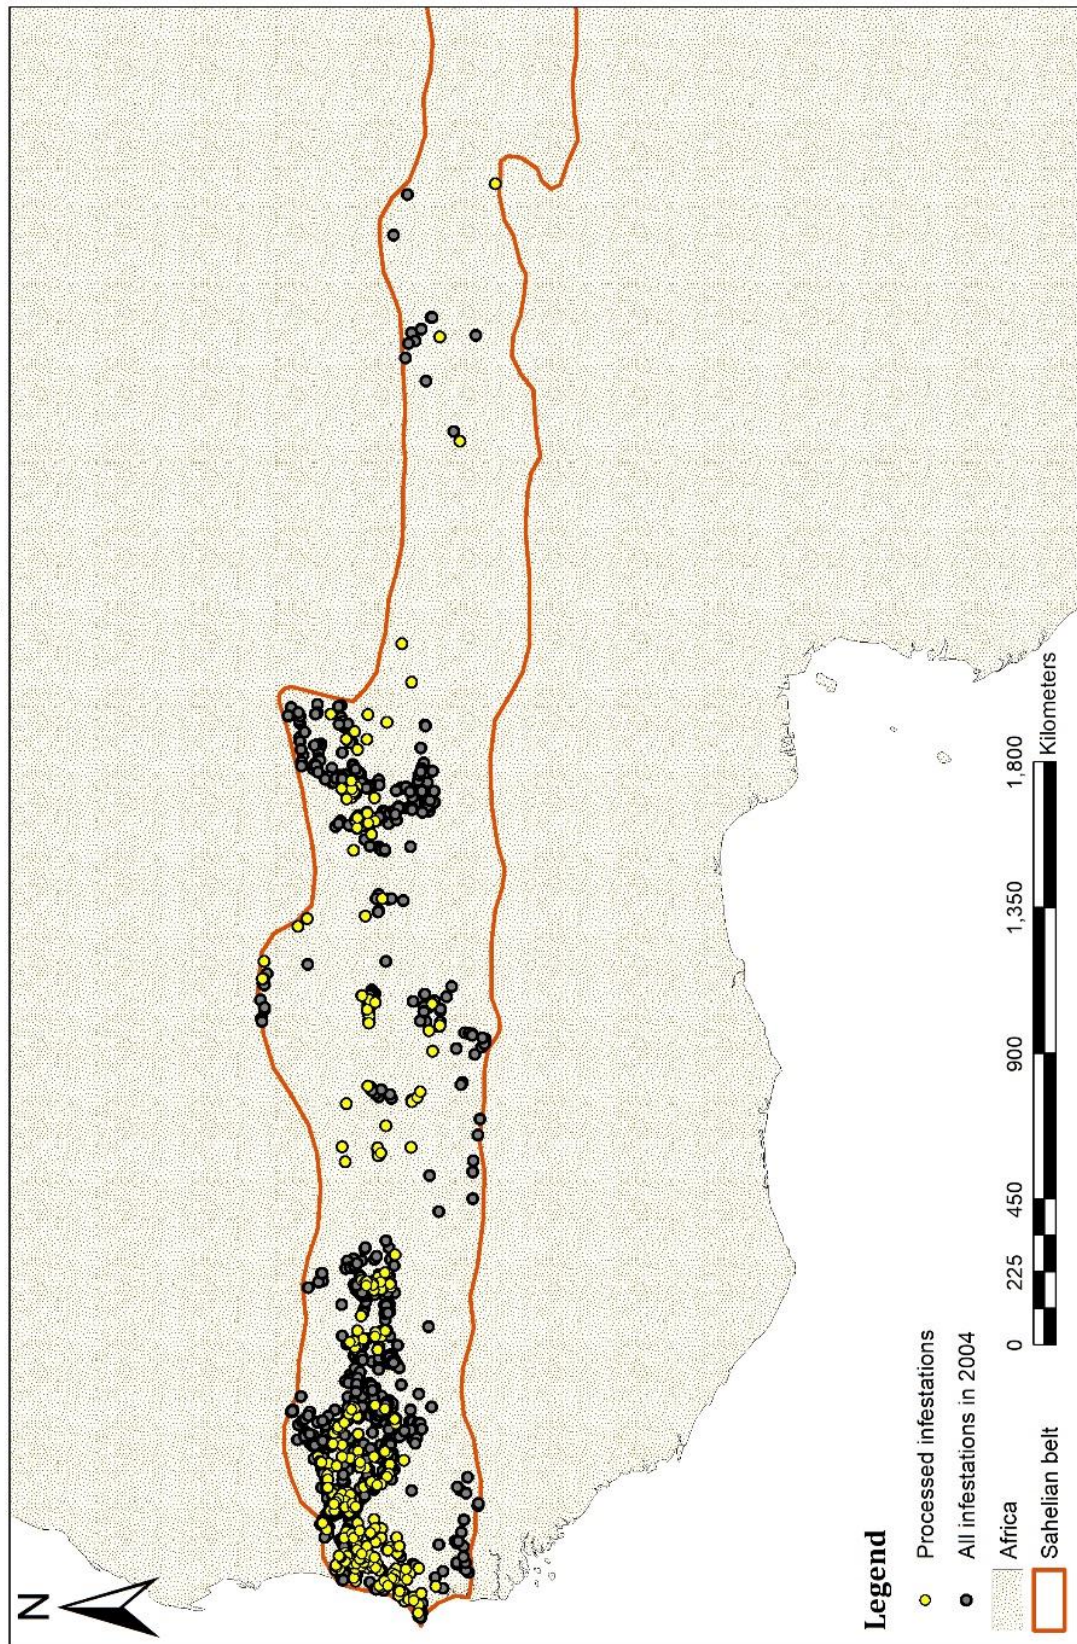 N
Legend
Processed infestations
All infestations in 2004
Africa
Sahelian belt
0 225 450 900 1,350 1,800
Kilometers